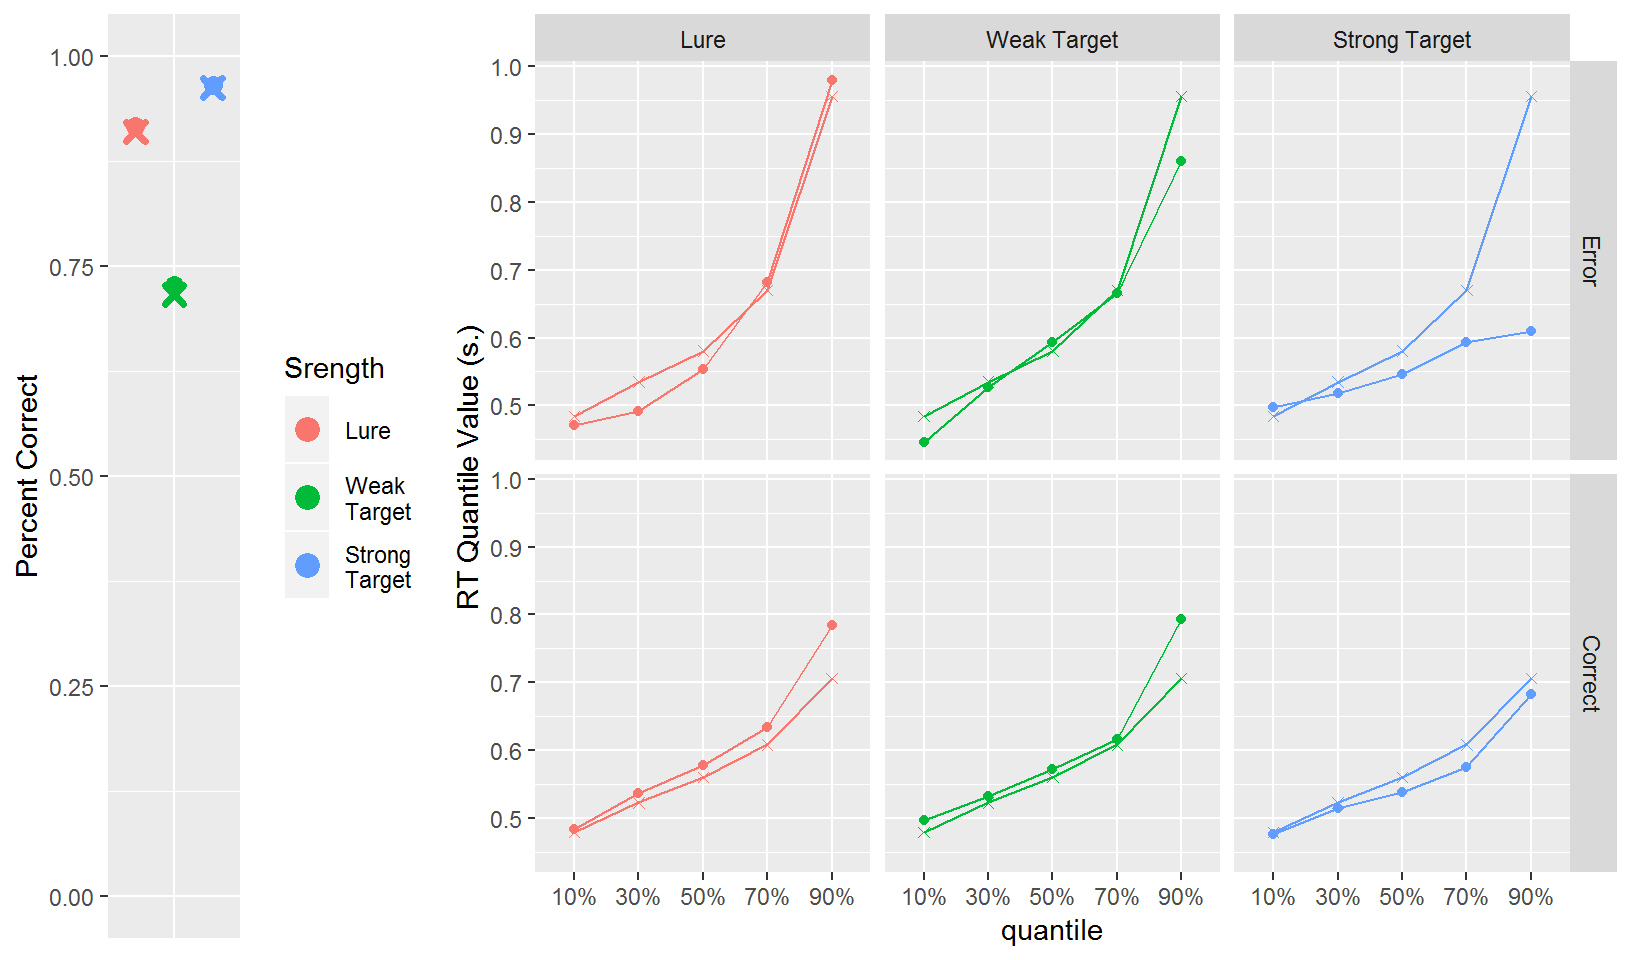 Percent Correct
1.00
0.75
0.50
0.25
0.00
Srength
Lure
Weak
Target
Strong
Target
RT Quantile Value (s.)
Lure
Weak Target
Strong Target
1.0
0.9
0.8
0.7
0.6
0.5
Error
1.0
0.9
0.8
0.7
0.6
0.5
Correct
10% 30% 50% 70% 90%
10% 30% 50% 70% 90%
10% 30% 50% 70% 90%
quantile